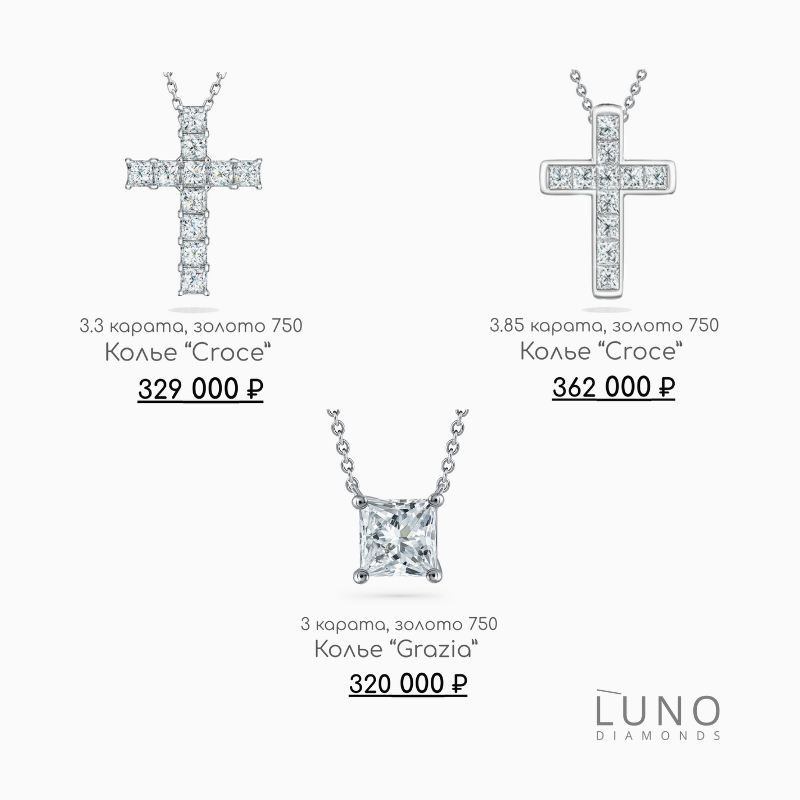 3.3 карата, золото 750
Колье “Croce”
329 000 ₽
3.85 карата, золото 750
Колье “Croce”
362 000 ₽
3 карата, золото 750
Колье “Grazia”
320 000 ₽
LUNO
DIAMONDS